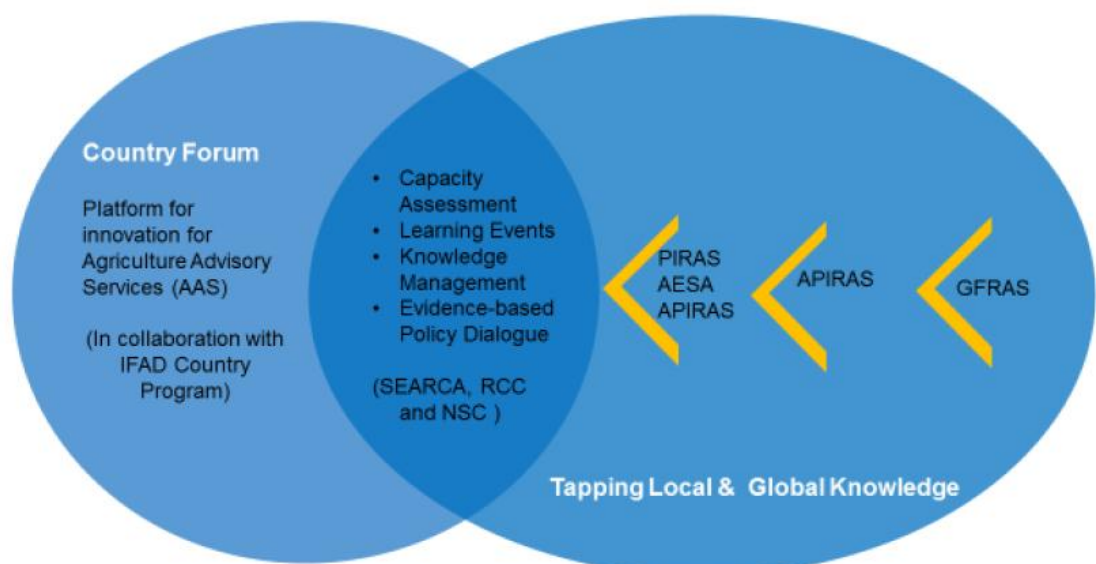 Country Forum
Platform for
innovation for
Agriculture Advisory
Services (AAS)
(In collaboration with
IFAD Country
Program)
• Capacity
Assessment
• Learning Events
• Knowledge
Management
• Evidence-based
Policy Dialogue
(SEARCA, RCC
and NSC )
PIRAS
AESA
APIRAS
APIRAS
GFRAS
Tapping Local & Global Knowledge